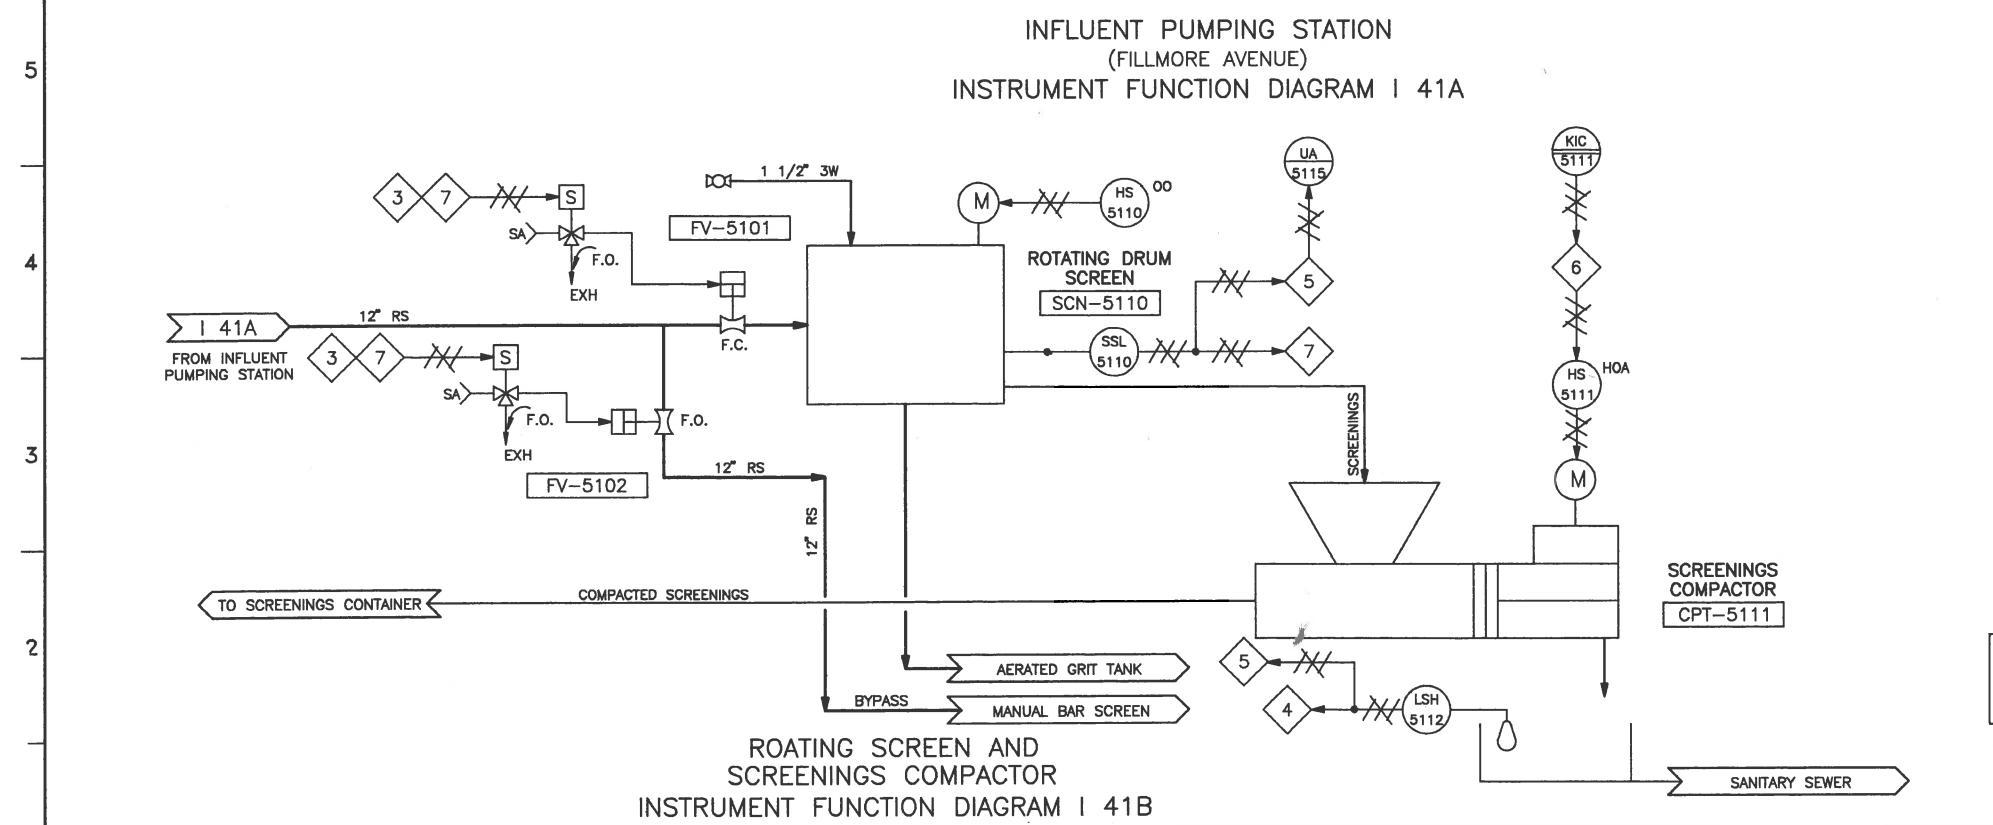 INFLUENT PUMPING STATION
(FILLMORE AVENUE)
INSTRUMENT FUNCTION DIAGRAM I 41A
5
4
3
2
3
7
S
SA
F.O.
EXH
1 1/2" 3W
FV-5101
M
HS
5110
OO
UA
5115
KIC
5111
ROTATING DRUM
SCREEN
SCN-5110
5
6
I 41A
12" RS
F.C.
FROM INFLUENT
PUMPING STATION
3
7
S
SA
F.O.
EXH
F.O.
SSL
5110
7
HS
5111
HOA
FV-5102
12" RS
12" RS
SCREENINGS
M
TO SCREENINGS CONTAINER
COMPACTED SCREENINGS
SCREENINGS
COMPACTOR
CPT-5111
5
AERATED GRIT TANK
BYPASS
MANUAL BAR SCREEN
4
LSH
5112
SANITARY SEWER
ROATING SCREEN AND
SCREENINGS COMPACTOR
INSTRUMENT FUNCTION DIAGRAM I 41B